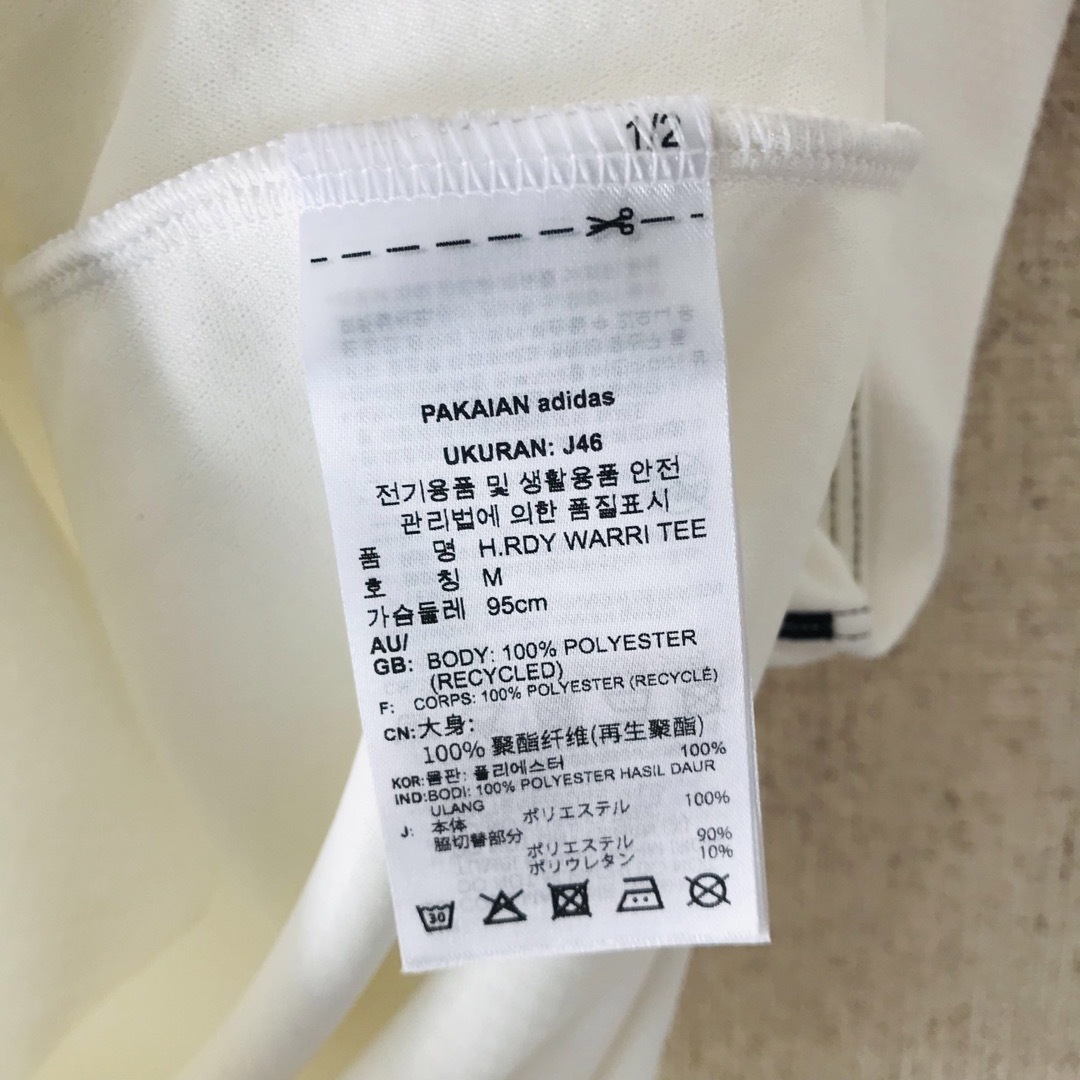 1/2
PAKAIAN adidas
UKURAN: J46
전기용품 및 생활용품 안전
관리법에 의한 품질표시
품 명 H.RDY WARRI TEE
호 칭 M
가슴둘레 95cm
AU/
GB: BODY: 100% POLYESTER
(RECYCLED)
F: CORPS: 100% POLYESTER (RECYCLÉ)
CN: 大身:
100% 聚酯纤维(再生聚酯)
KOR: 몸판: 폴리에스터 100%
IND: BODI: 100% POLYESTER HASIL DAUR
ULANG
J: 本体 ポリエステル 100%
脇切替部分 ポリエステル 90%
ポリウレタン 10%
30